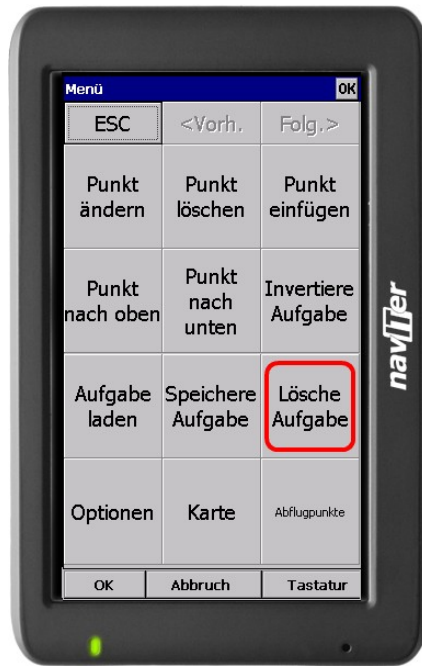 Menü OK
ESC <Vorh. Folg.>
Punkt ändern
Punkt löschen
Punkt einfügen
Punkt nach oben
Punkt nach unten
Invertiere Aufgabe
Aufgabe laden
Speichere Aufgabe
Lösche Aufgabe
Optionen Karte Abflugpunkte
OK Abbruch Tastatur
naviter